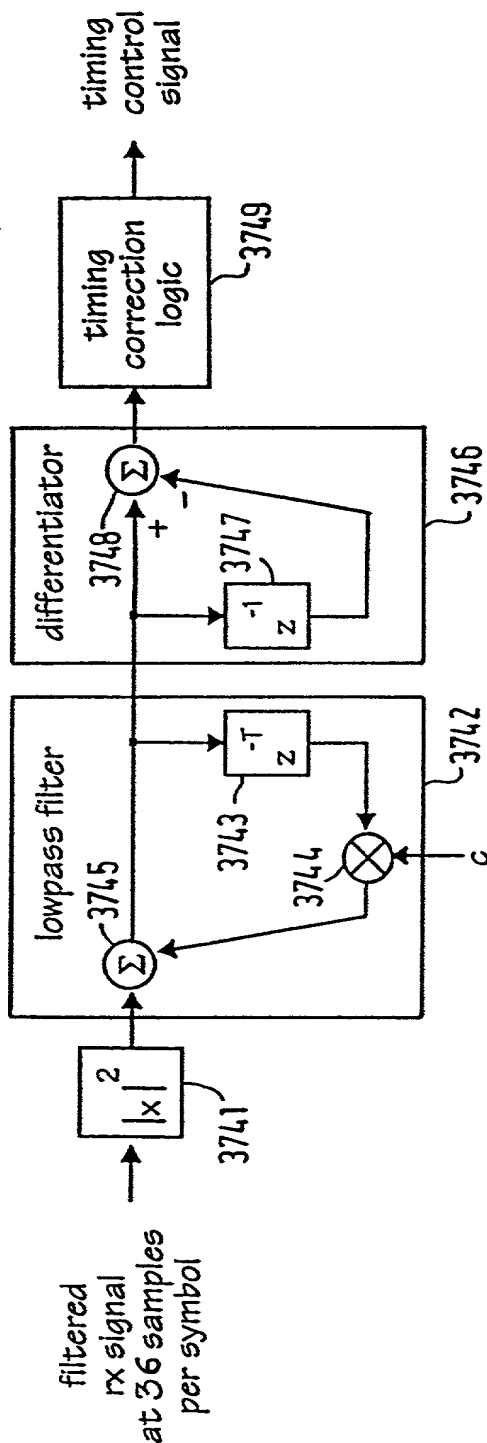 filtered
rx signal
at 36 samples
per symbol
|x|²
3741
lowpass filter
3745
Σ
z⁻ᵀ
3743
3744
c
3742
differentiator
3748
Σ
+
-
z⁻¹
3747
3746
timing
correction
logic
3749
timing
control
signal